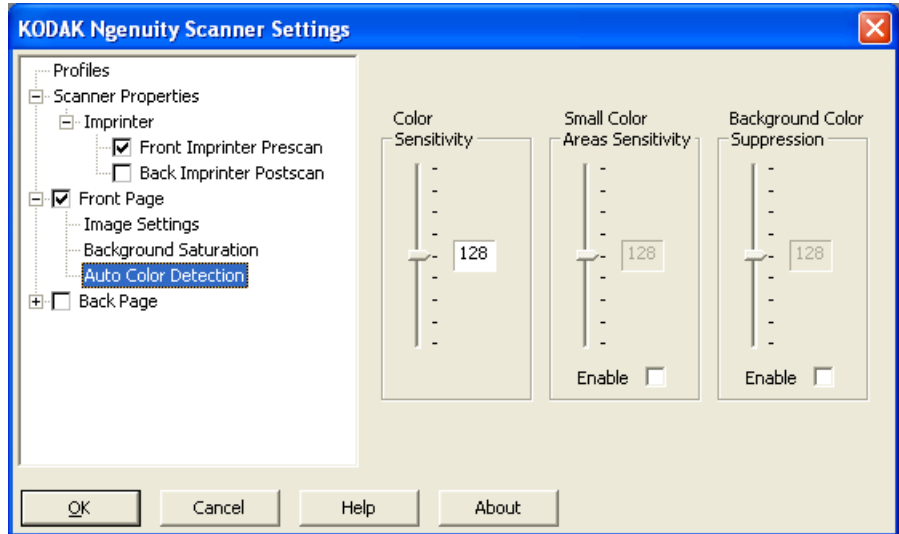 KODAK Ngenuity Scanner Settings
Profiles
Scanner Properties
Imprinter
Front Imprinter Prescan
Back Imprinter Postscan
Front Page
Image Settings
Background Saturation
Auto Color Detection
Back Page
Color
Sensitivity
128
Small Color
Areas Sensitivity
128
Enable
Background Color
Suppression
128
Enable
OK
Cancel
Help
About